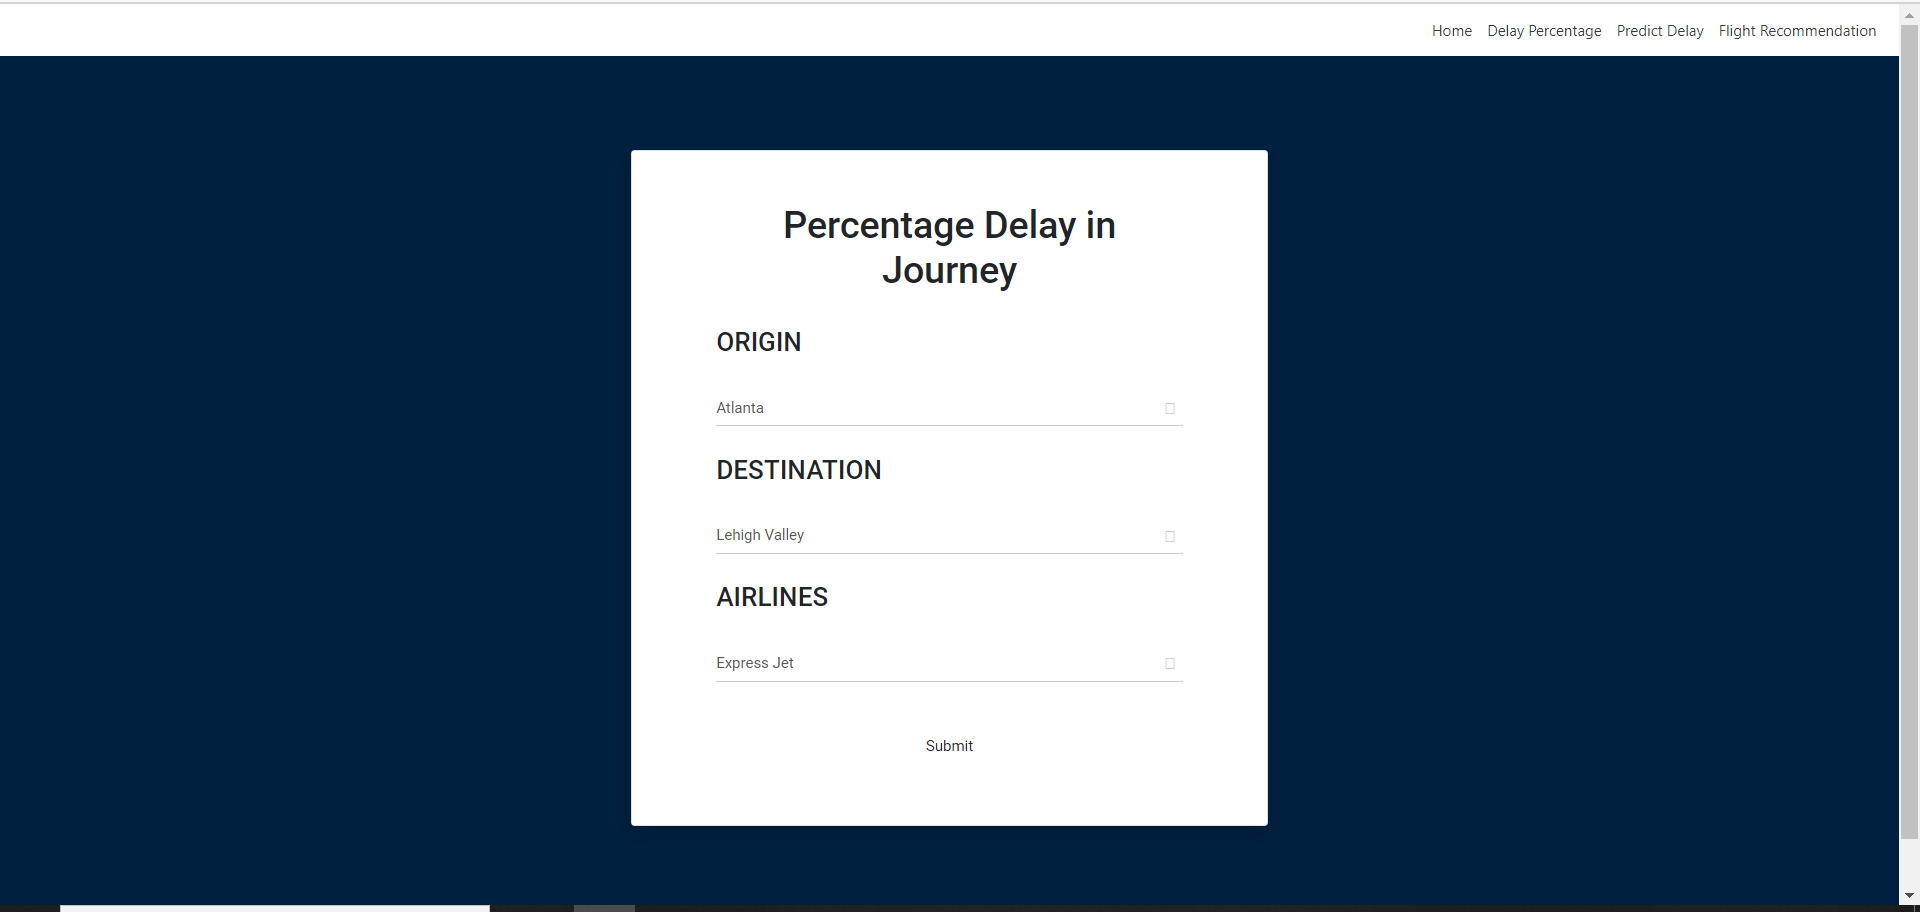 Home Delay Percentage Predict Delay Flight Recommendation
Percentage Delay in
Journey
ORIGIN
Atlanta
DESTINATION
Lehigh Valley
AIRLINES
Express Jet
Submit